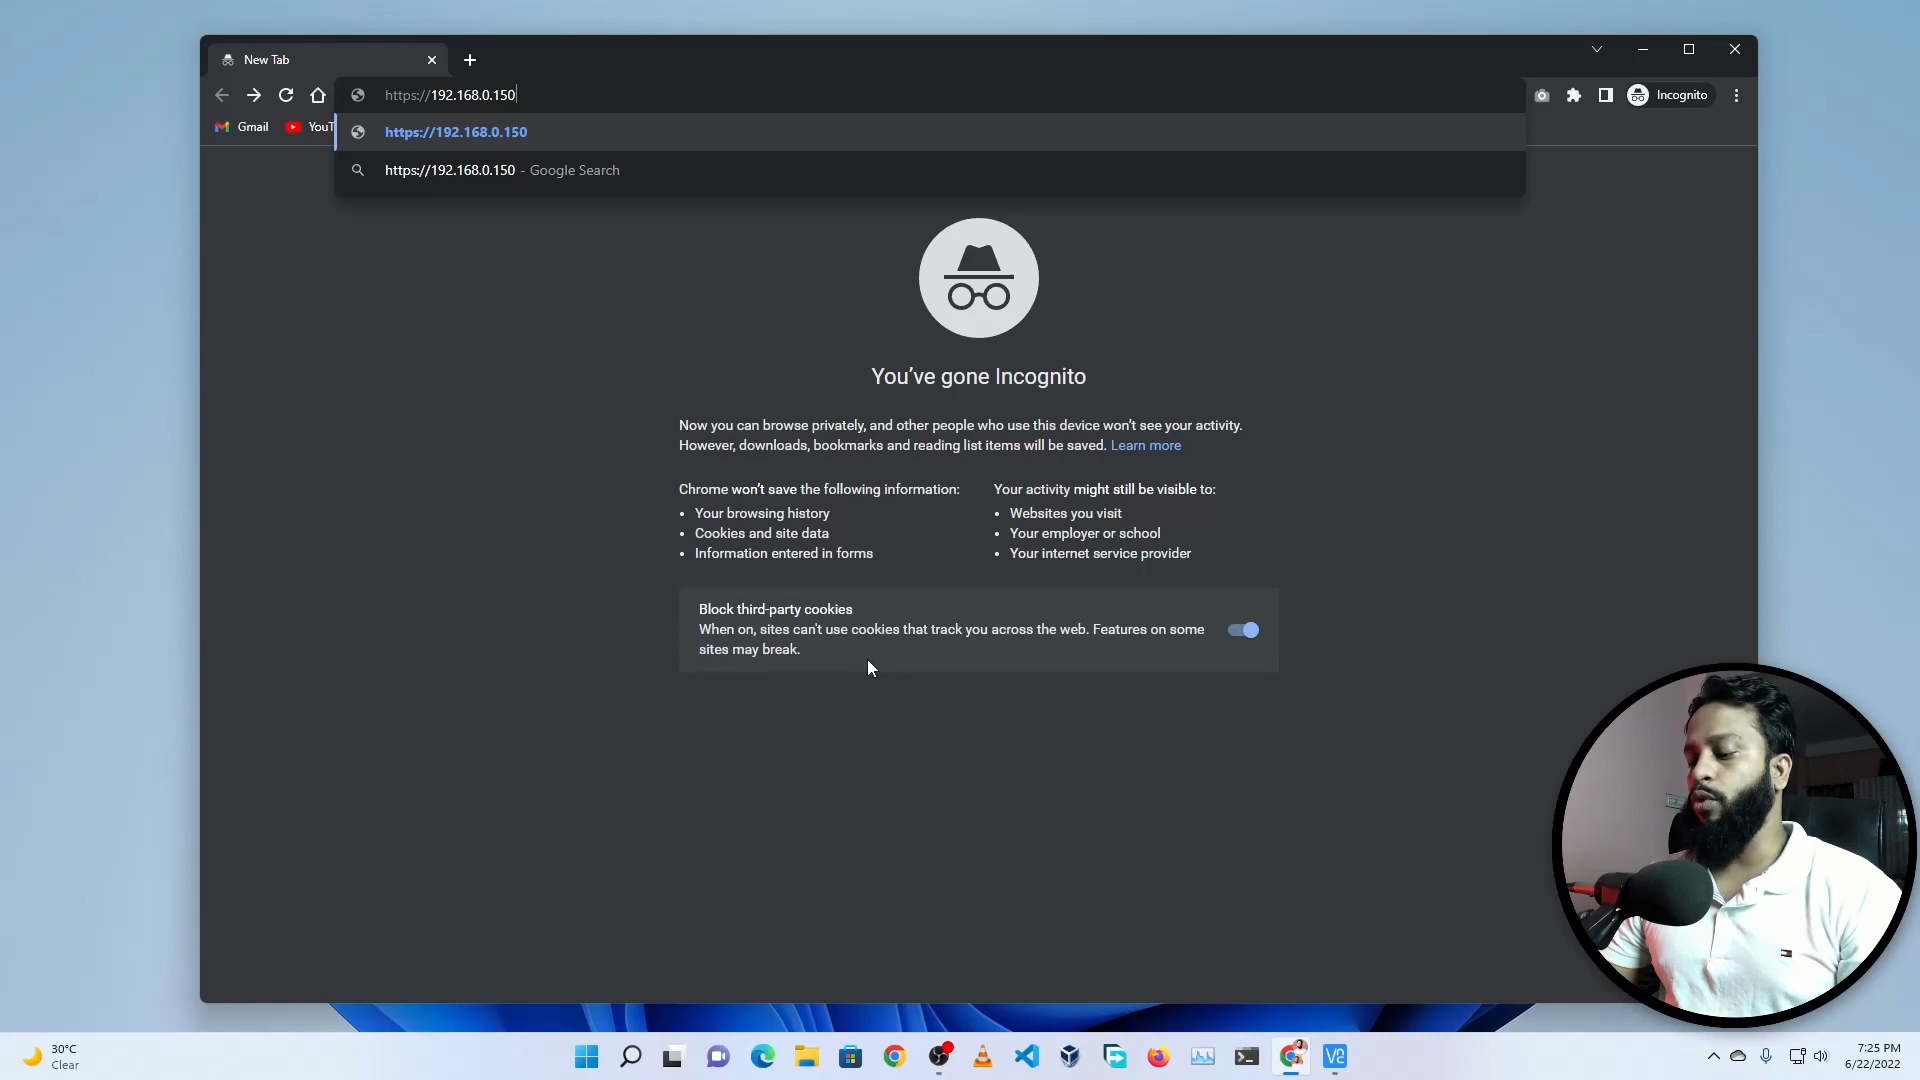 New Tab
https://192.168.0.150
Incognito
Gmail
YouT
https://192.168.0.150
https://192.168.0.150 - Google Search
You've gone Incognito
Now you can browse privately, and other people who use this device won't see your activity.
However, downloads, bookmarks and reading list items will be saved. Learn more
Chrome won't save the following information:
• Your browsing history
• Cookies and site data
• Information entered in forms
Your activity might still be visible to:
• Websites you visit
• Your employer or school
• Your internet service provider
Block third-party cookies
When on, sites can't use cookies that track you across the web. Features on some
sites may break.
30°C
Clear
7:25 PM
6/22/2022